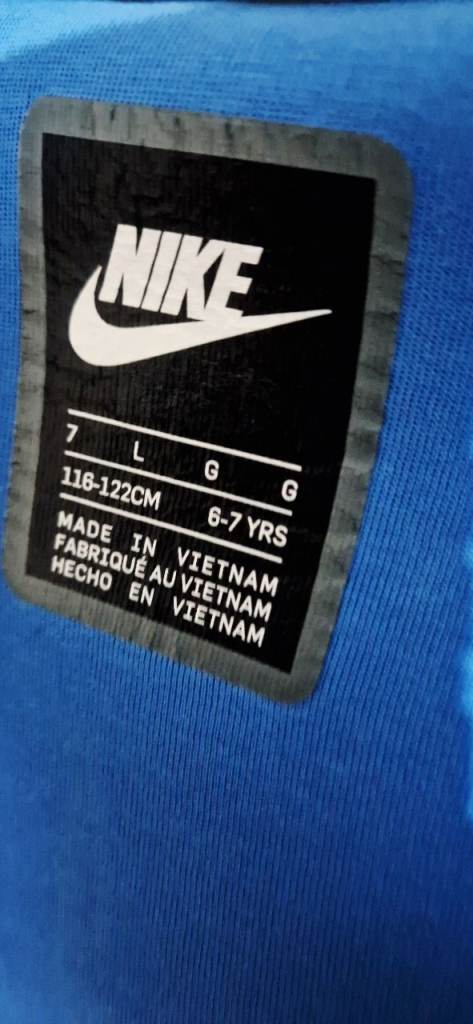 NIKE
7 L G G
116-122CM 6-7 YRS
MADE IN VIETNAM
FABRIQUÉ AU VIETNAM
HECHO EN VIETNAM